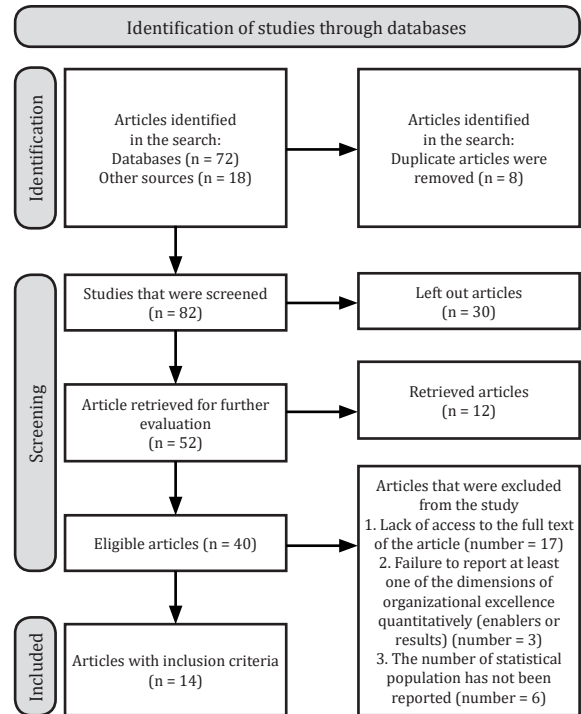 Identification of studies through databases
Identification
Articles identified
in the search:
Databases (n = 72)
Other sources (n = 18)
Articles identified
in the search:
Duplicate articles were
removed (n = 8)
Screening
Studies that were screened
(n = 82)
Left out articles
(n = 30)
Article retrieved for further
evaluation
(n = 52)
Retrieved articles
(n = 12)
Eligible articles (n = 40)
Articles that were excluded
from the study
1. Lack of access to the full text
of the article (number = 17)
2. Failure to report at least
one of the dimensions of
organizational excellence
quantitatively (enablers or
results) (number = 3)
3. The number of statistical
population has not been
reported (number = 6)
Included
Articles with inclusion criteria
(n = 14)